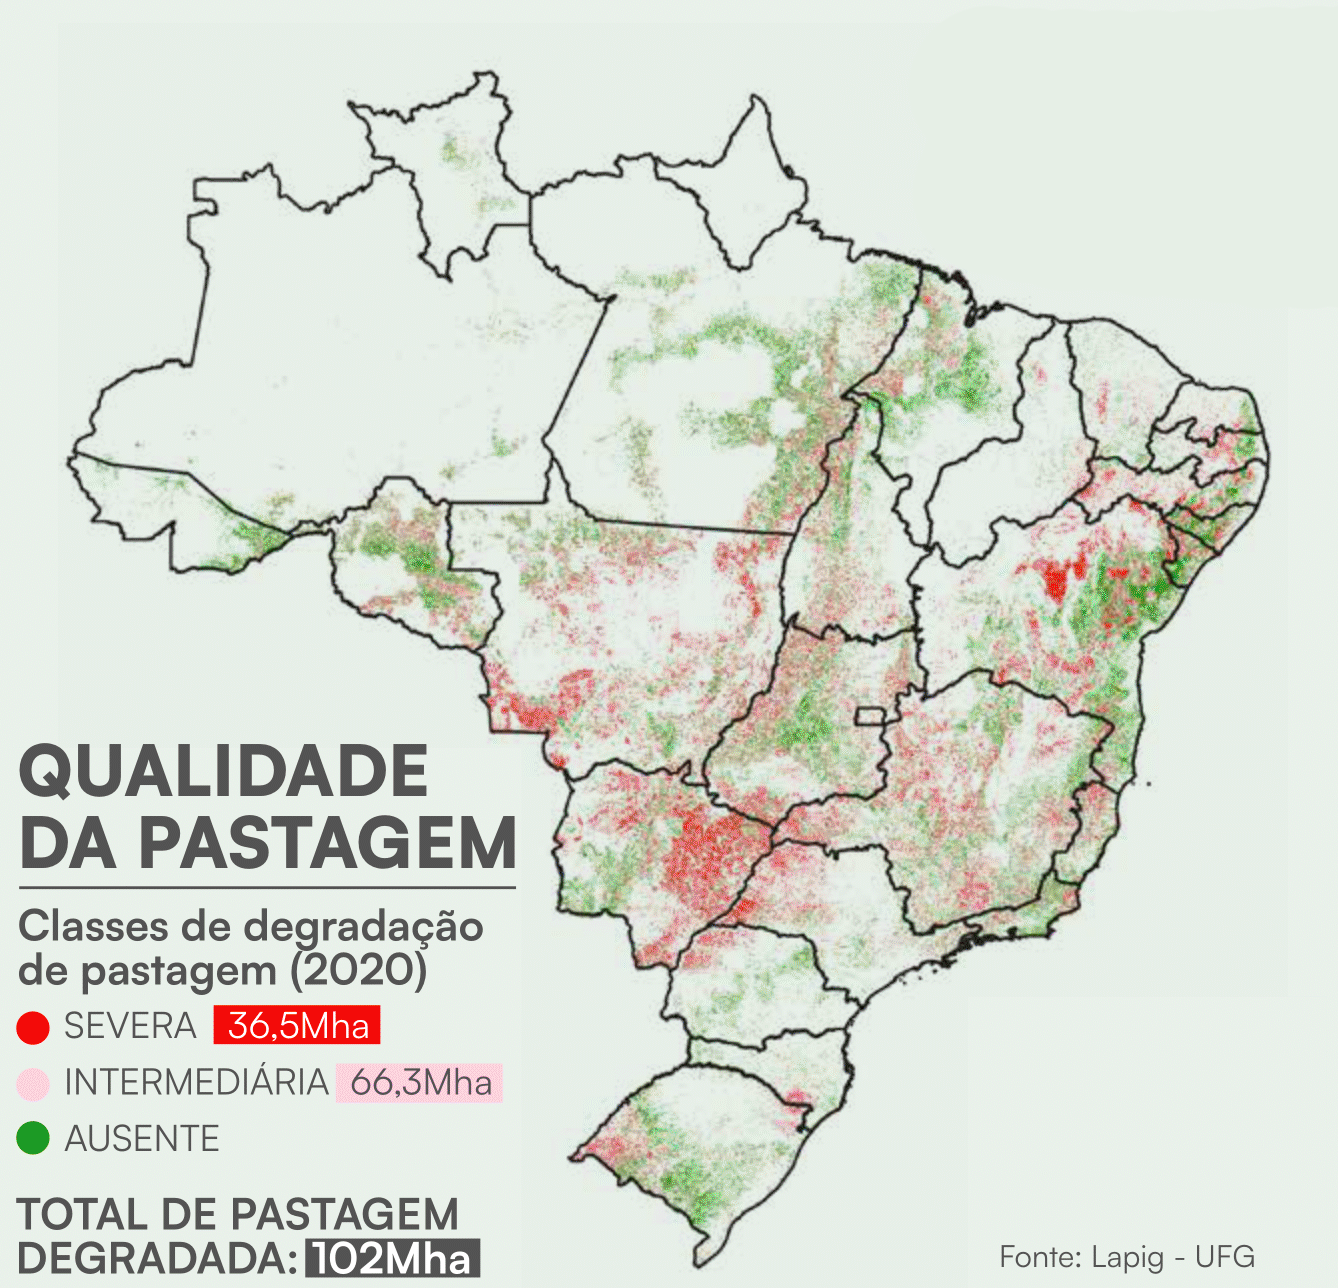 QUALIDADE
DA PASTAGEM
Classes de degradação
de pastagem (2020)
SEVERA 36,5Mha
INTERMEDIÁRIA 66,3Mha
AUSENTE
TOTAL DE PASTAGEM
DEGRADADA: 102Mha
Fonte: Lapig - UFG